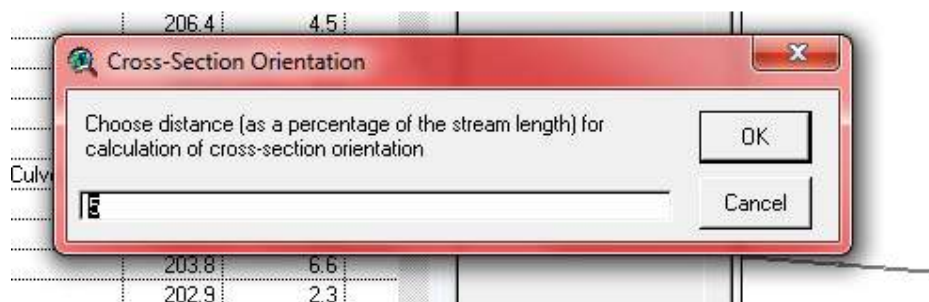 206.4 4.5
Cross-Section Orientation
Choose distance (as a percentage of the stream length) for
calculation of cross-section orientation
OK
5
Cancel
203.8 6.6
202.9 2.3